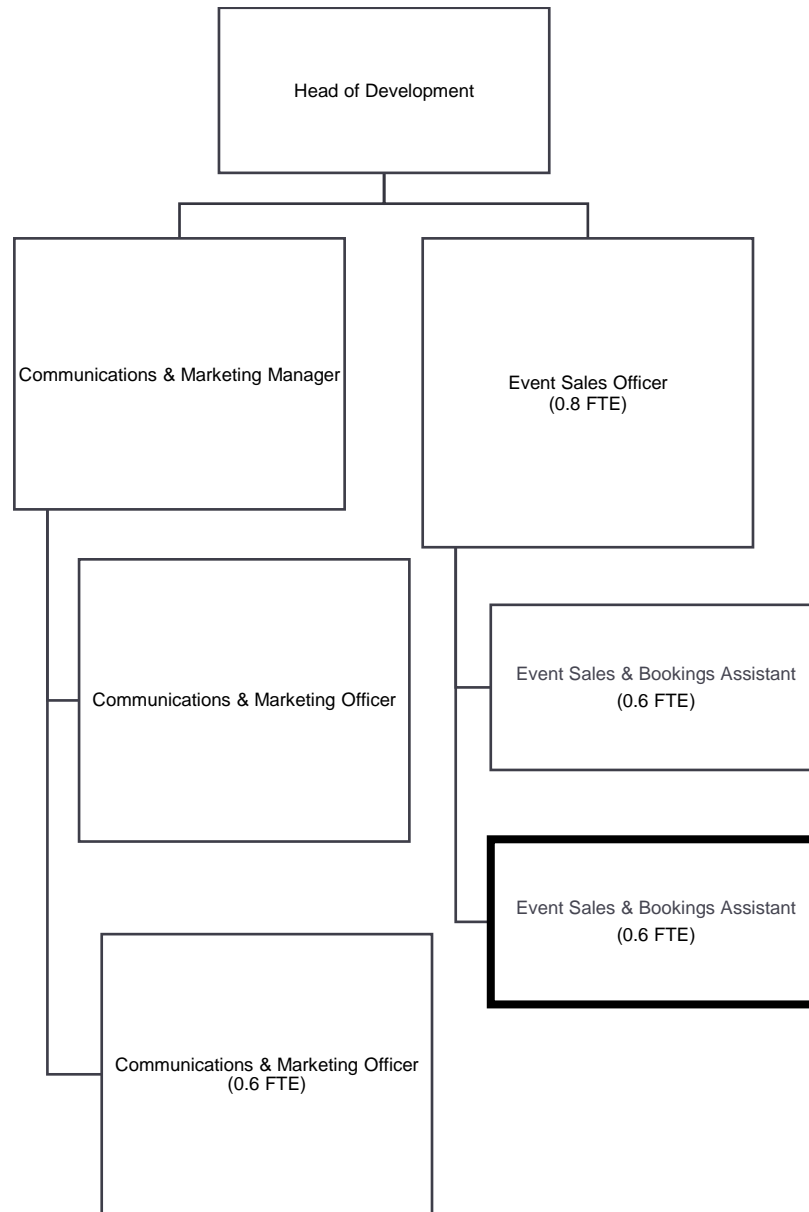 Head of Development
Communications & Marketing Manager
Event Sales Officer
(0.8 FTE)
Communications & Marketing Officer
Event Sales & Bookings Assistant
(0.6 FTE)
Event Sales & Bookings Assistant
(0.6 FTE)
Communications & Marketing Officer
(0.6 FTE)